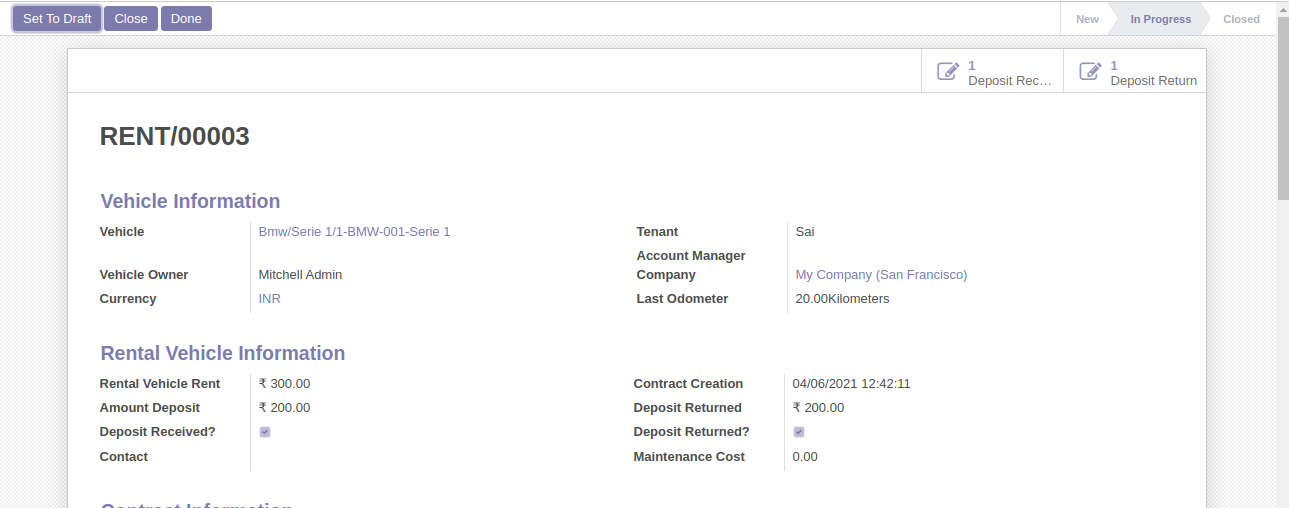 Set To Draft Close Done New In Progress Closed
1 Deposit Rec…
1 Deposit Return
RENT/00003
Vehicle Information
Vehicle Bmw/Serie 1/1-BMW-001-Serie 1 Tenant Sai
Account Manager
Vehicle Owner Mitchell Admin Company My Company (San Francisco)
Currency INR Last Odometer 20.00Kilometers
Rental Vehicle Information
Rental Vehicle Rent ₹ 300.00 Contract Creation 04/06/2021 12:42:11
Amount Deposit ₹ 200.00 Deposit Returned ₹ 200.00
Deposit Received? Deposit Returned?
Contact Maintenance Cost 0.00
Contract Information